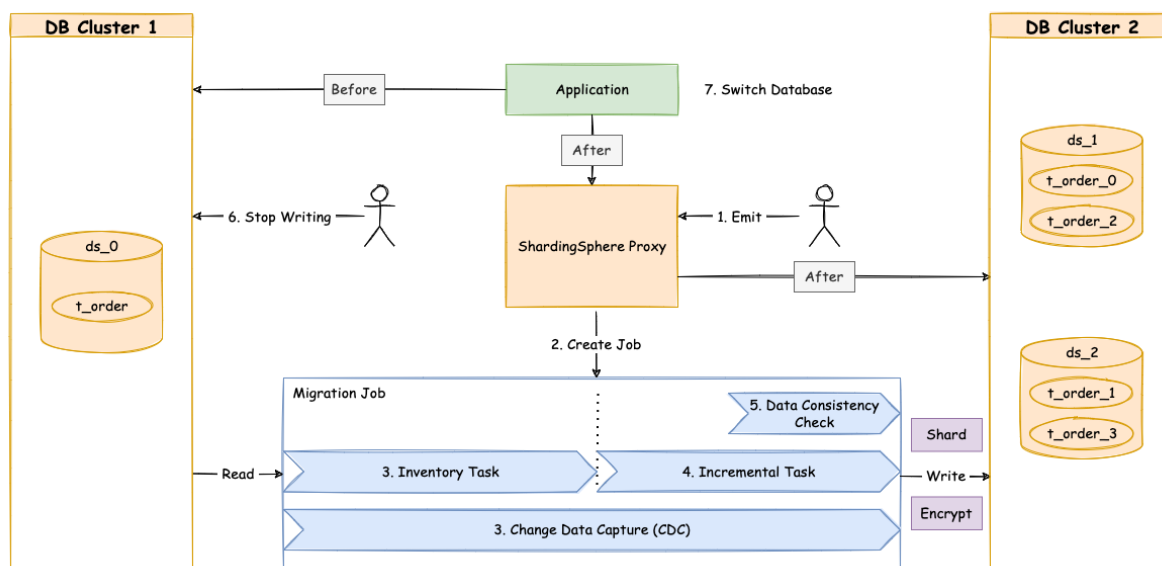 DB Cluster 1
DB Cluster 2
Before
Application
7. Switch Database
After
ds_1
t_order_0
t_order_2
6. Stop Writing
1. Emit
ds_0
t_order
ShardingSphere Proxy
After
2. Create Job
ds_2
t_order_1
t_order_3
Migration Job
5. Data Consistency
Check
Shard
Read
3. Inventory Task
4. Incremental Task
Write
Encrypt
3. Change Data Capture (CDC)